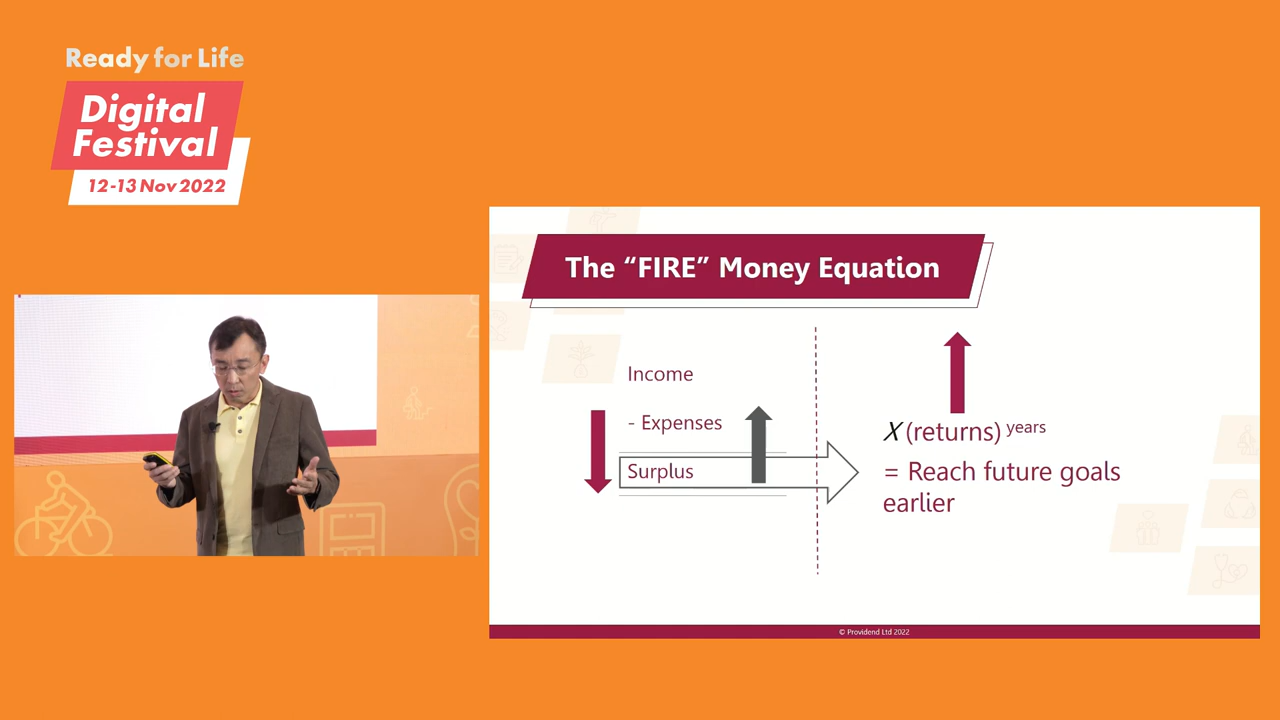 Ready for Life
Digital
Festival
12-13 Nov 2022
The “FIRE” Money Equation
Income
- Expenses
Surplus
X (returns) years
= Reach future goals
earlier
© Providend Ltd 2022